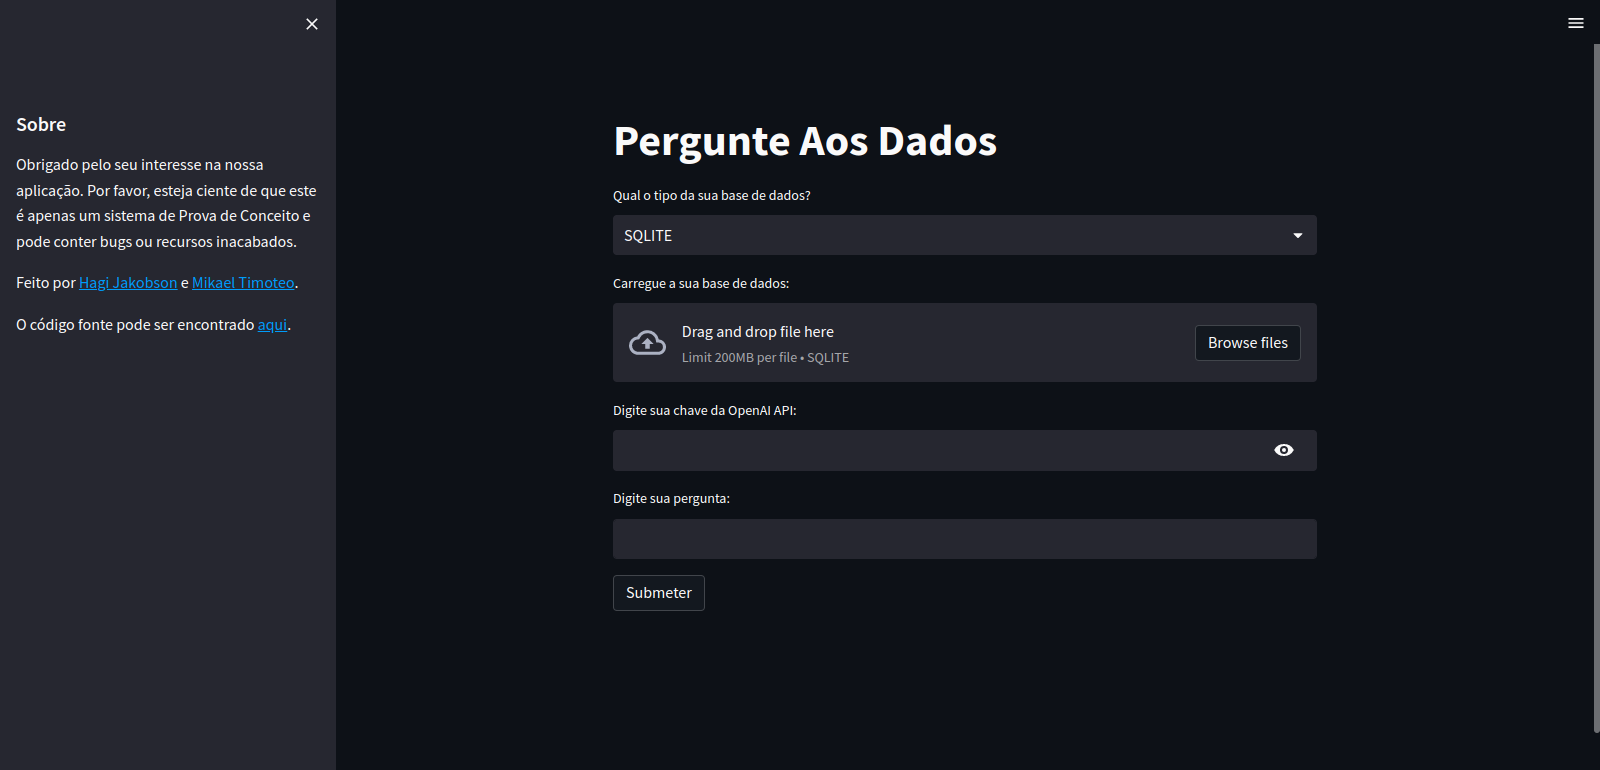 Sobre
Obrigado pelo seu interesse na nossa
aplicação. Por favor, esteja ciente de que este
é apenas um sistema de Prova de Conceito e
pode conter bugs ou recursos inacabados.
Feito por Hagi Jakobson e Mikael Timoteo.
O código fonte pode ser encontrado aqui.
Pergunte Aos Dados
Qual o tipo da sua base de dados?
SQLITE
Carregue a sua base de dados:
Drag and drop file here
Limit 200MB per file • SQLITE
Browse files
Digite sua chave da OpenAI API:
Digite sua pergunta:
Submeter